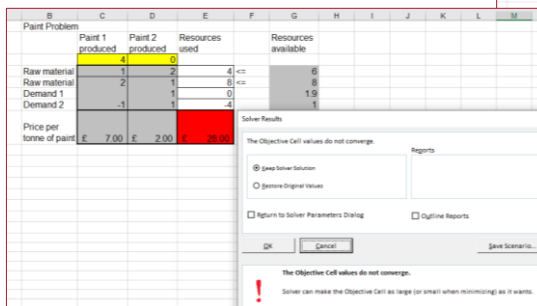 B C D E F G H I J K L M
Paint Problem
Paint 1 produced Paint 2 produced Resources used Resources available
4 0
Raw material 1 2 4 <= 6
Raw material 2 1 8 <= 8
Demand 1 1 0 1.9
Demand 2 -1 1 -4 1
Price per tonne of paint £ 7.00 £ 2.00 £ 28.00
Solver Results
The Objective Cell values do not converge.
Reports
Keep Solver Solution
Restore Original Values
Return to Solver Parameters Dialog
Outline Reports
OK Cancel Save Scenario...
The Objective Cell values do not converge.
Solver can make the Objective Cell as large (or small when minimizing) as it wants.